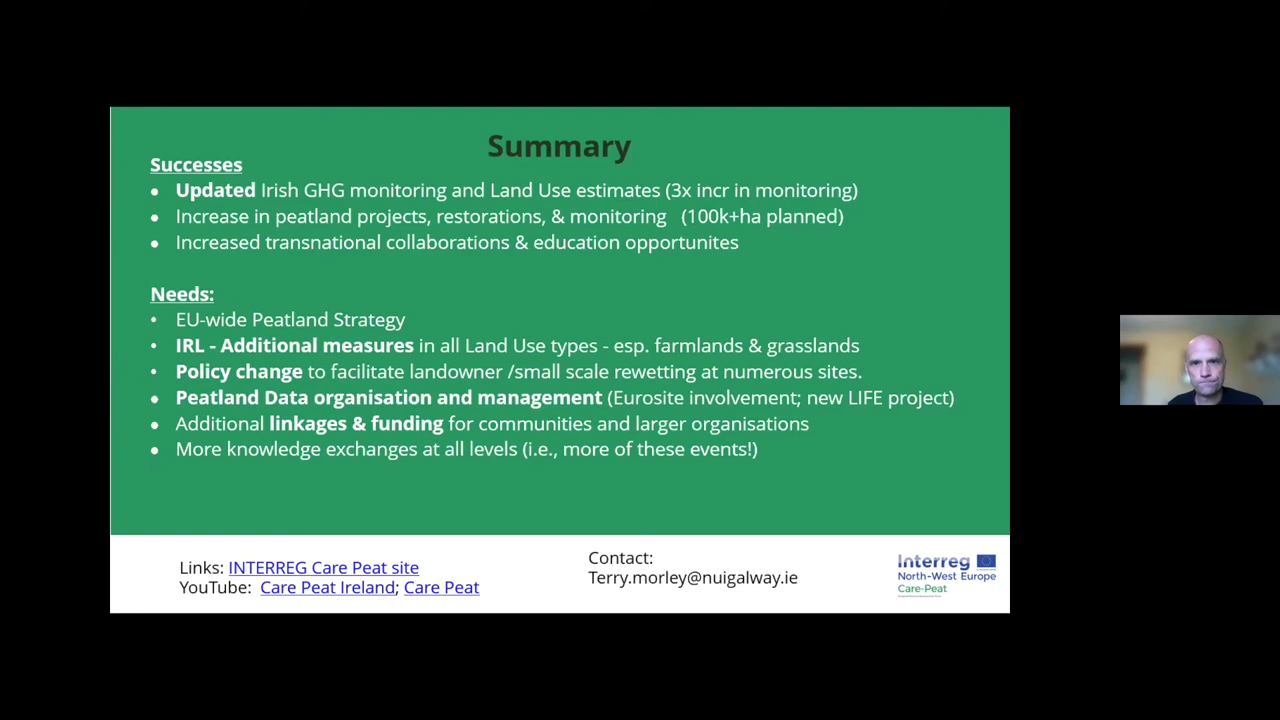 Summary
Successes
• Updated Irish GHG monitoring and Land Use estimates (3x incr in monitoring)
• Increase in peatland projects, restorations, & monitoring (100k+ha planned)
• Increased transnational collaborations & education opportunites
Needs:
• EU-wide Peatland Strategy
• IRL - Additional measures in all Land Use types - esp. farmlands & grasslands
• Policy change to facilitate landowner /small scale rewetting at numerous sites.
• Peatland Data organisation and management (Eurosite involvement; new LIFE project)
• Additional linkages & funding for communities and larger organisations
• More knowledge exchanges at all levels (i.e., more of these events!)
Links: INTERREG Care Peat site
YouTube: Care Peat Ireland; Care Peat
Contact:
Terry.morley@nuigalway.ie
Interreg
North-West Europe
Care-Peat